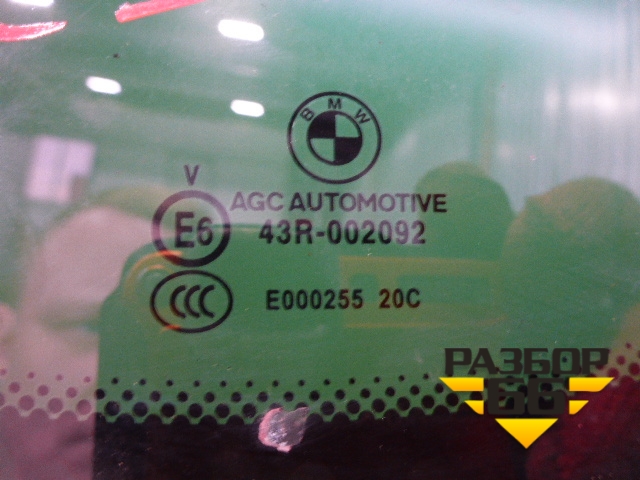 BMW
V
AGC AUTOMOTIVE
E6 43R-002092
CCC E000255 20C
РАЗБОР
66